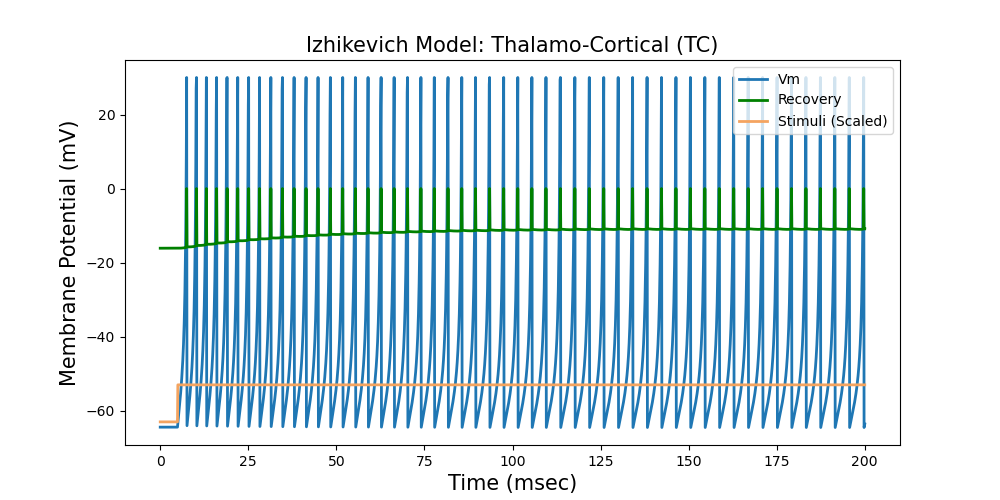 Izhikevich Model: Thalamo-Cortical (TC)
Vm
Recovery
Stimuli (Scaled)
Membrane Potential (mV)
20
0
−20
−40
−60
0 25 50 75 100 125 150 175 200
Time (msec)